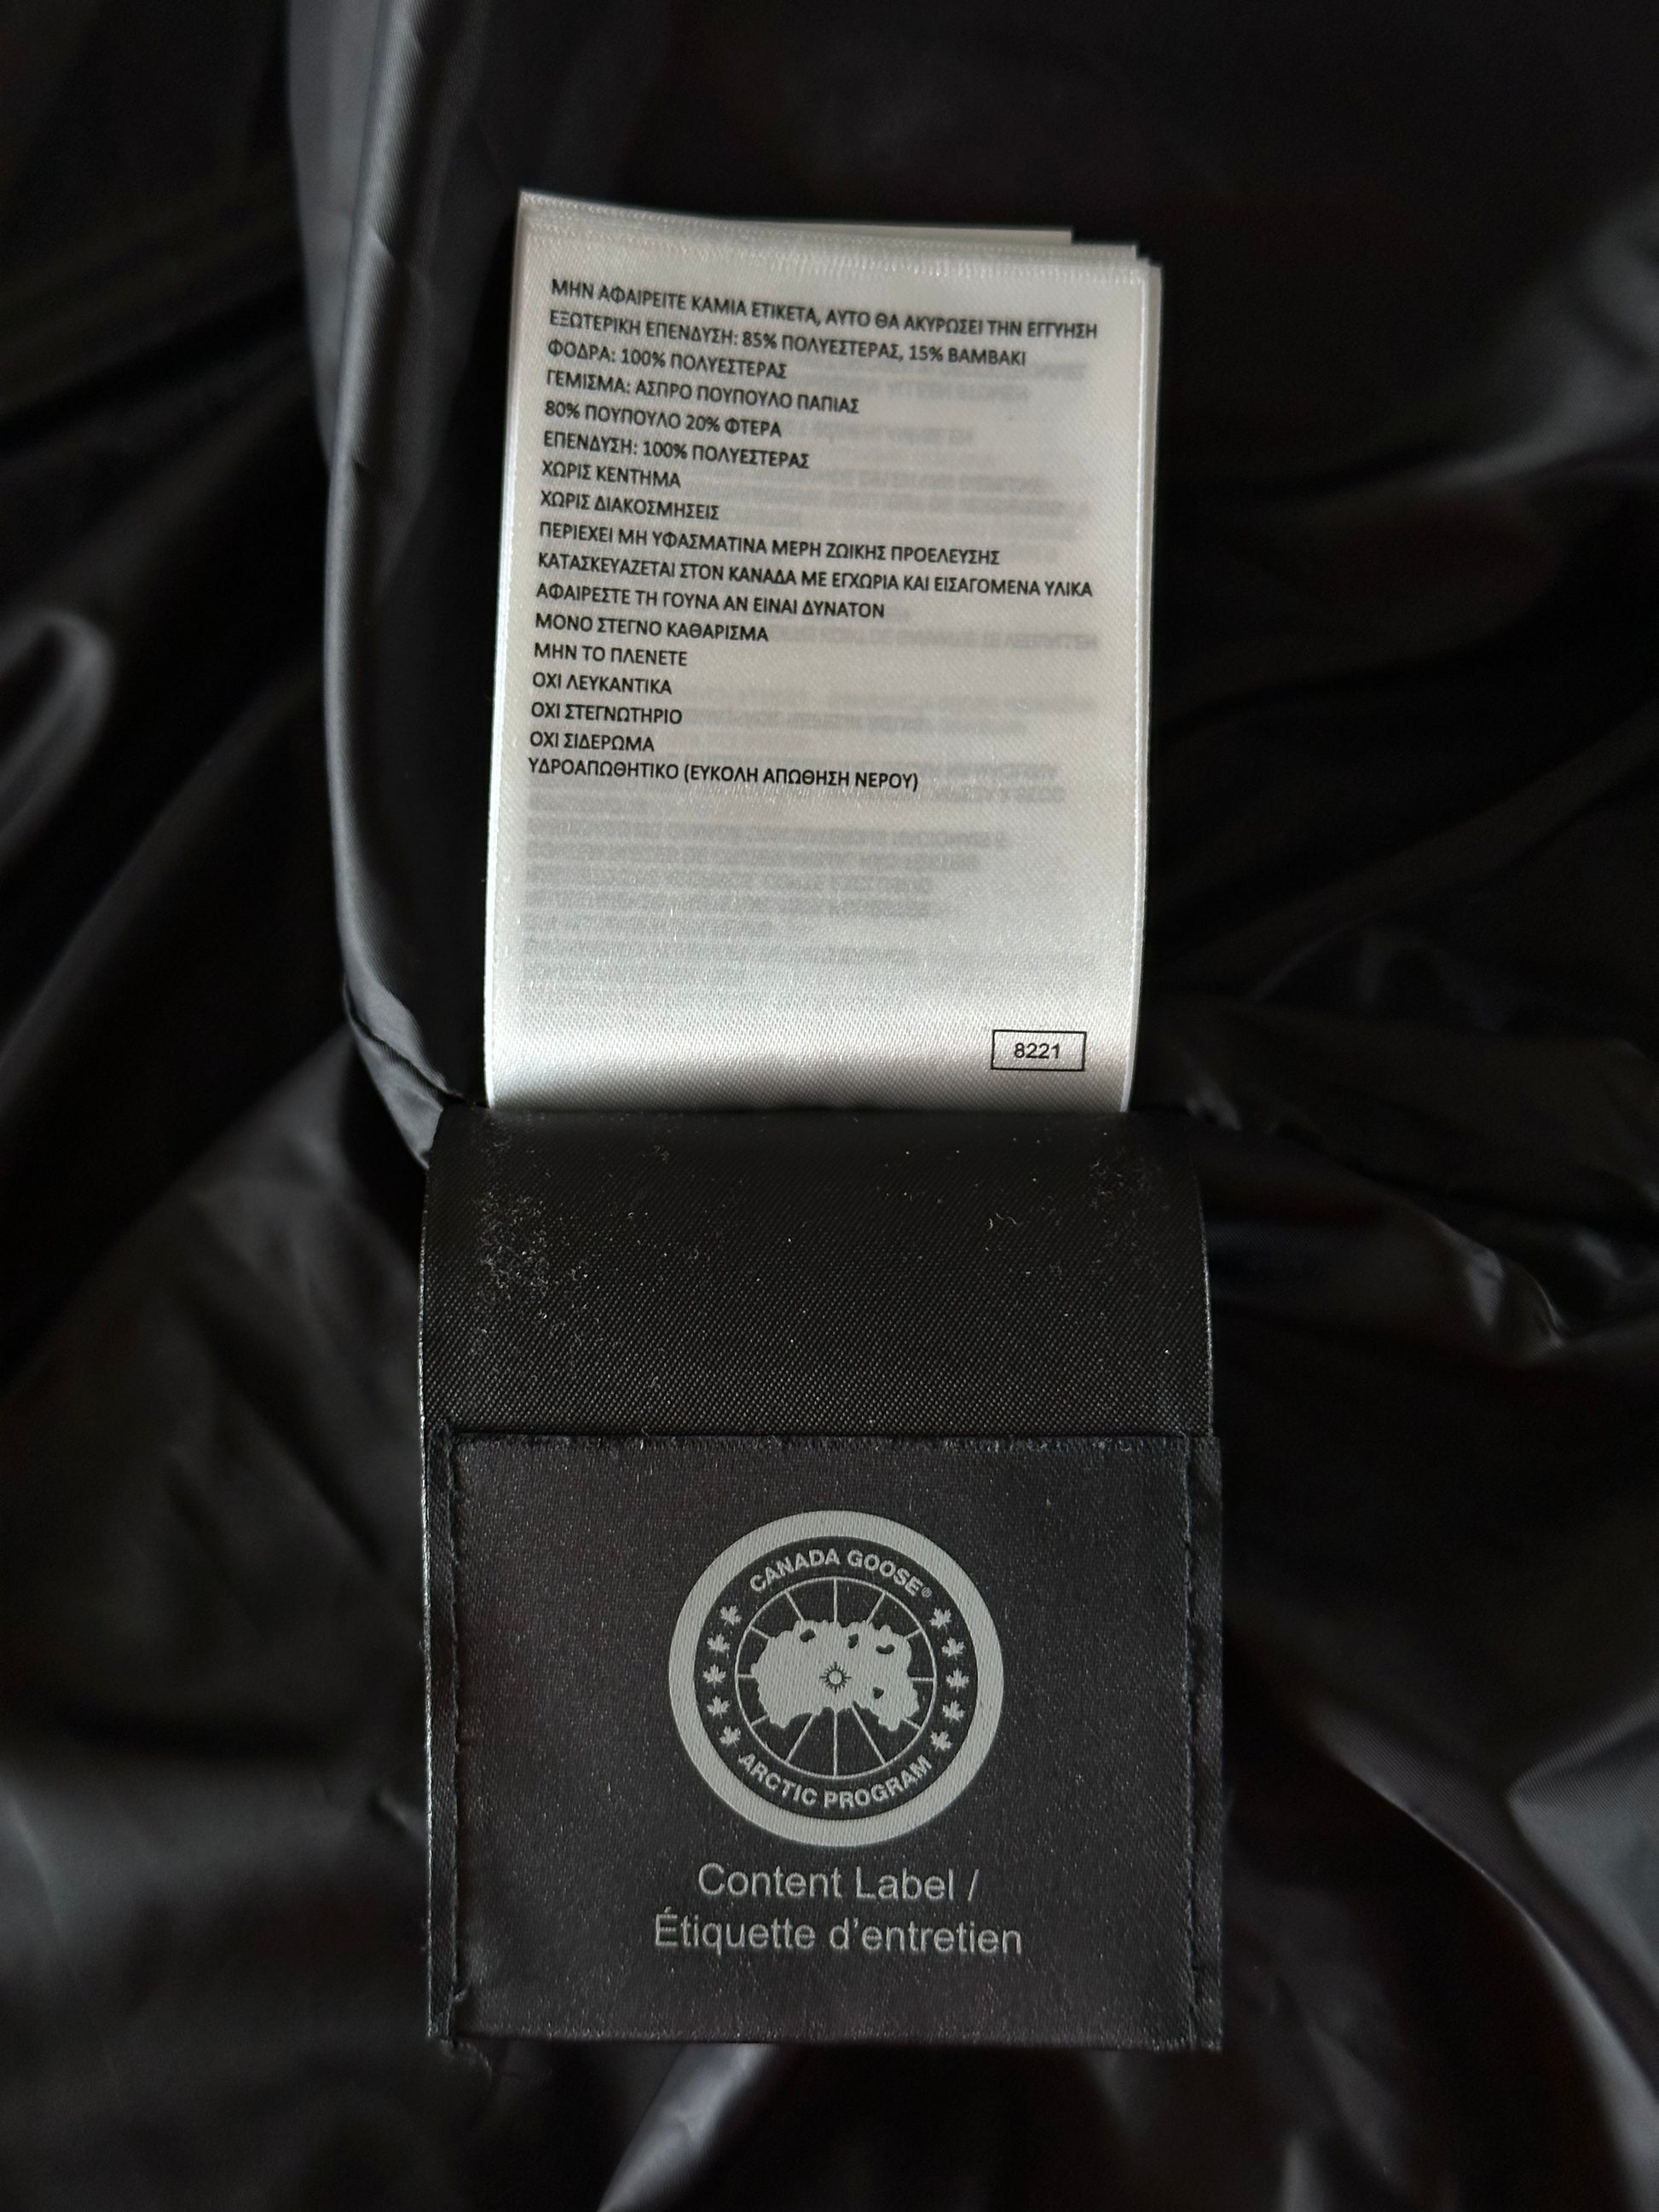 ΜΗΝ ΑΦΑΙΡΕΙΤΕ ΚΑΜΙΑ ΕΤΙΚΕΤΑ, ΑΥΤΟ ΘΑ ΑΚΥΡΩΣΕΙ ΤΗΝ ΕΓΓΥΗΣΗ
ΕΞΩΤΕΡΙΚΗ ΕΠΕΝΔΥΣΗ: 85% ΠΟΛΥΕΣΤΕΡΑΣ, 15% ΒΑΜΒΑΚΙ
ΦΟΔΡΑ: 100% ΠΟΛΥΕΣΤΕΡΑΣ
ΓΕΜΙΣΜΑ: ΑΣΠΡΟ ΠΟΥΠΟΥΛΟ ΠΑΠΙΑΣ
80% ΠΟΥΠΟΥΛΟ 20% ΦΤΕΡΑ
ΕΠΕΝΔΥΣΗ: 100% ΠΟΛΥΕΣΤΕΡΑΣ
ΧΩΡΙΣ ΚΕΝΤΗΜΑ
ΧΩΡΙΣ ΔΙΑΚΟΣΜΗΣΕΙΣ
ΠΕΡΙΕΧΕΙ ΜΗ ΥΦΑΣΜΑΤΙΝΑ ΜΕΡΗ ΖΩΙΚΗΣ ΠΡΟΕΛΕΥΣΗΣ
ΚΑΤΑΣΚΕΥΑΖΕΤΑΙ ΣΤΟΝ ΚΑΝΑΔΑ ΜΕ ΕΓΧΩΡΙΑ ΚΑΙ ΕΙΣΑΓΟΜΕΝΑ ΥΛΙΚΑ
ΑΦΑΙΡΕΣΤΕ ΤΗ ΓΟΥΝΑ ΑΝ ΕΙΝΑΙ ΔΥΝΑΤΟΝ
ΜΟΝΟ ΣΤΕΓΝΟ ΚΑΘΑΡΙΣΜΑ
ΜΗΝ ΤΟ ΠΛΕΝΕΤΕ
ΟΧΙ ΛΕΥΚΑΝΤΙΚΑ
ΟΧΙ ΣΤΕΓΝΩΤΗΡΙΟ
ΟΧΙ ΣΙΔΕΡΩΜΑ
ΥΔΡΟΑΠΩΘΗΤΙΚΟ (ΕΥΚΟΛΗ ΑΠΩΘΗΣΗ ΝΕΡΟΥ)
8221
CANADA GOOSE®
ARCTIC PROGRAM
Content Label /
Étiquette d'entretien